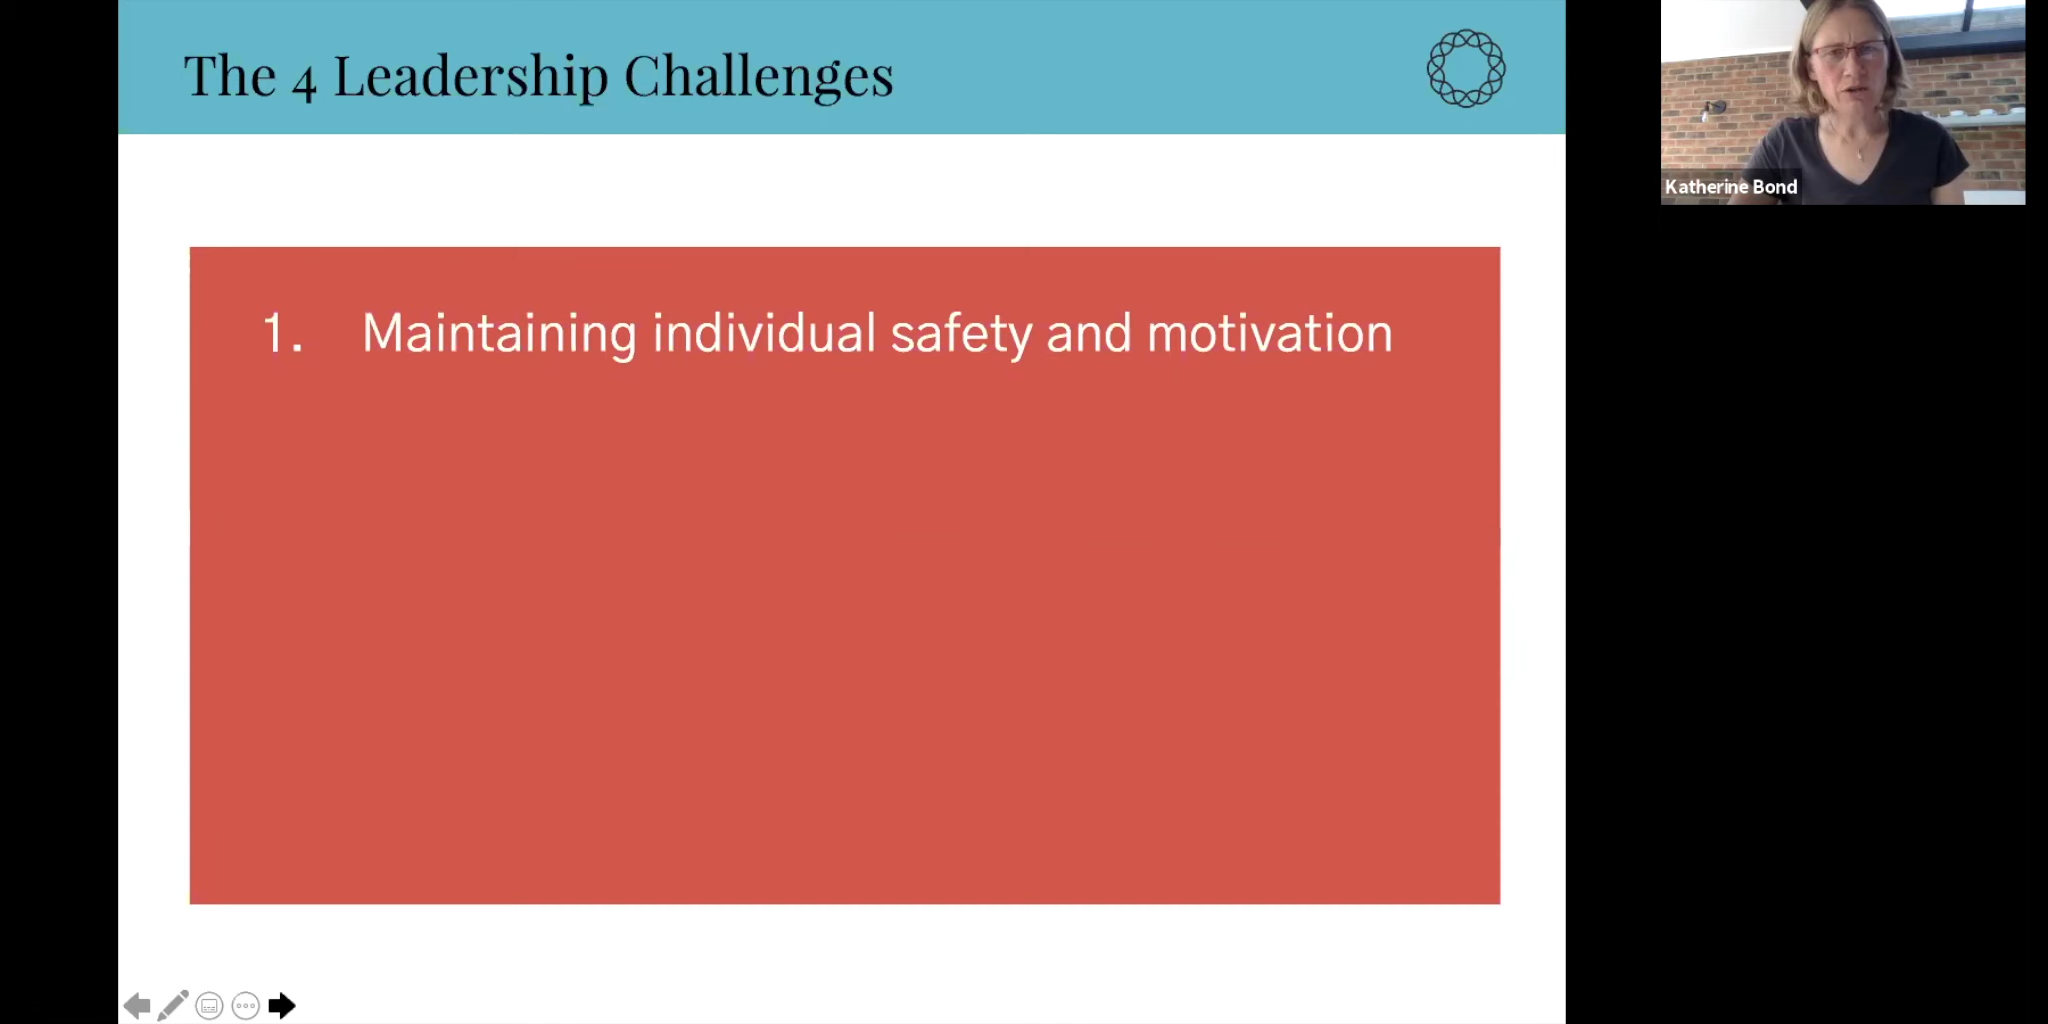 The 4 Leadership Challenges
1. Maintaining individual safety and motivation
Katherine Bond